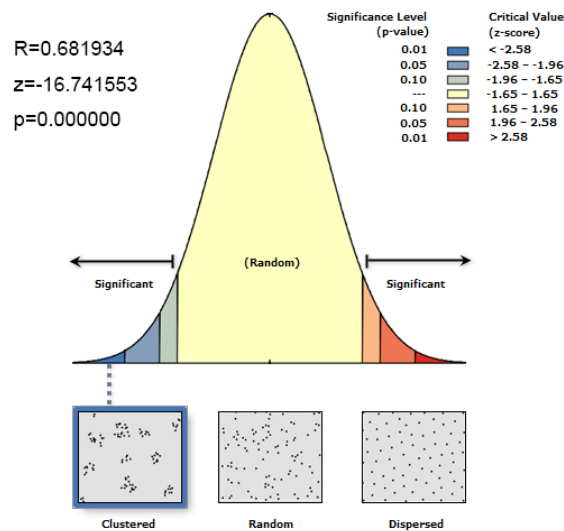 R=0.681934
z=-16.741553
p=0.000000
Significance Level
(p-value)
Critical Value
(z-score)
0.01 < -2.58
0.05 -2.58 – -1.96
0.10 -1.96 – -1.65
--- -1.65 – 1.65
0.10 1.65 – 1.96
0.05 1.96 – 2.58
0.01 > 2.58
Significant
(Random)
Significant
Clustered
Random
Dispersed